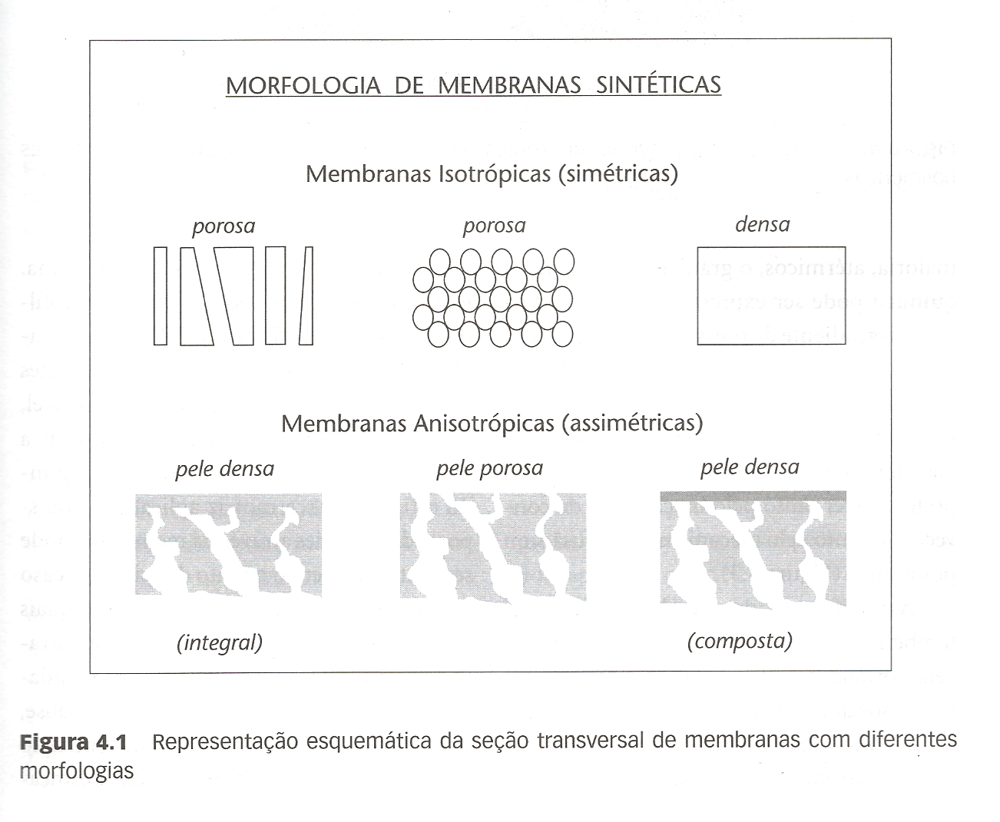 MORFOLOGIA DE MEMBRANAS SINTÉTICAS
Membranas Isotrópicas (simétricas)
porosa porosa densa
Membranas Anisotrópicas (assimétricas)
pele densa pele porosa pele densa
(integral) (composta)
Figura 4.1 Representação esquemática da seção transversal de membranas com diferentes
morfologias